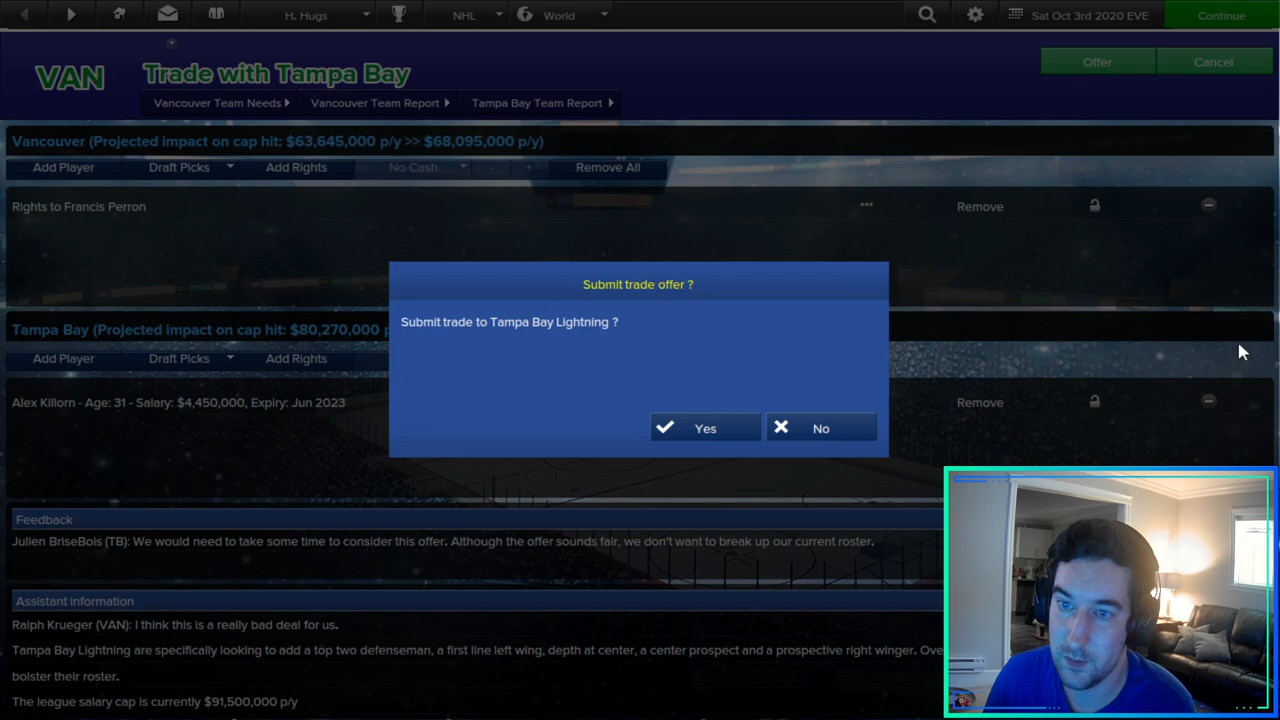 H. Hugs
NHL
World
Sat Oct 3rd 2020 EVE
Continue
VAN
Trade with Tampa Bay
Offer
Cancel
Vancouver Team Needs
Vancouver Team Report
Tampa Bay Team Report
Vancouver (Projected impact on cap hit: $63,645,000 p/y >> $68,095,000 p/y)
Add Player
Draft Picks
Add Rights
No Cash
-
+
Remove All
Rights to Francis Perron
Remove
Submit trade offer ?
Submit trade to Tampa Bay Lightning ?
Yes
No
Tampa Bay (Projected impact on cap hit: $80,270,000 p
Add Player
Draft Picks
Add Rights
Alex Killorn - Age: 31 - Salary: $4,450,000, Expiry: Jun 2023
Remove
Feedback
Julien BriseBois (TB): We would need to take some time to consider this offer. Although the offer sounds fair, we don't want to break up our current roster.
Assistant information
Ralph Krueger (VAN): I think this is a really bad deal for us.
Tampa Bay Lightning are specifically looking to add a top two defenseman, a first line left wing, depth at center, a center prospect and a prospective right winger. Ove
bolster their roster.
The league salary cap is currently $91,500,000 p/y